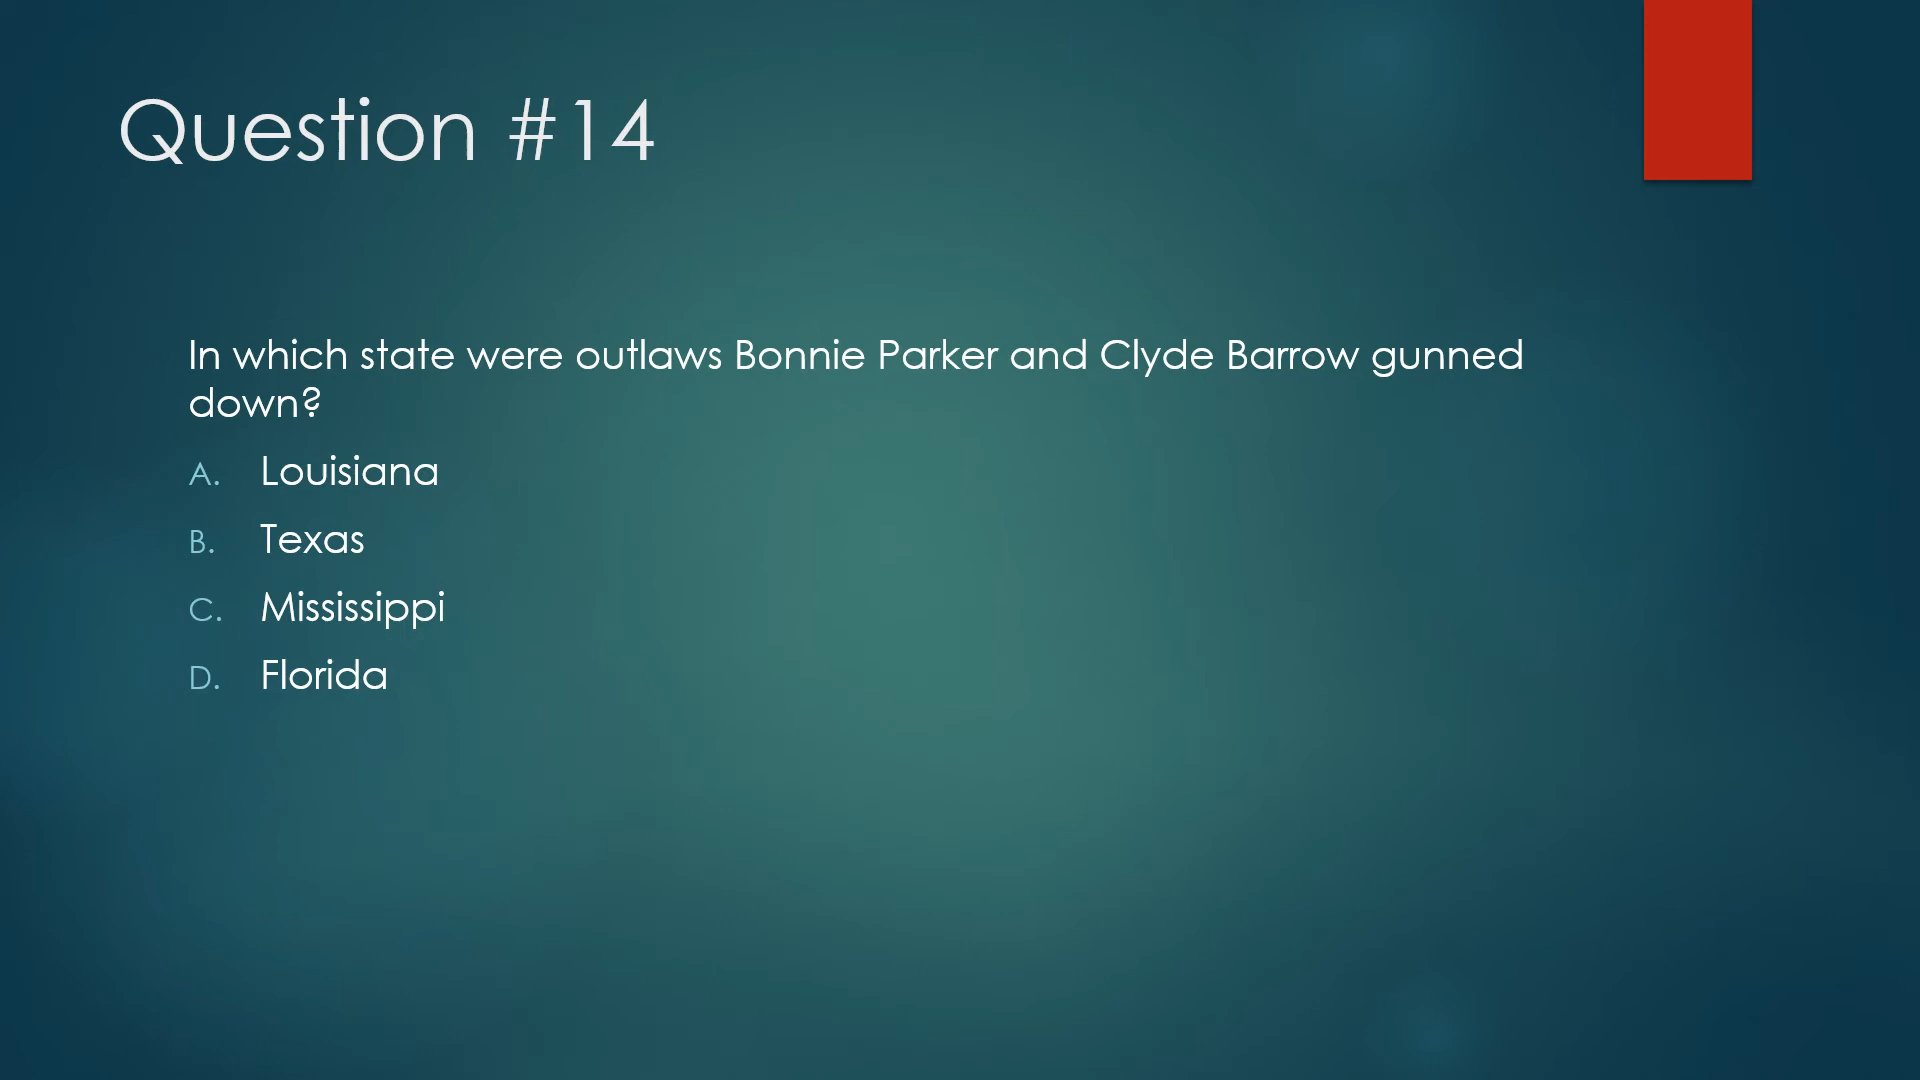 Question #14
In which state were outlaws Bonnie Parker and Clyde Barrow gunned
down?
A. Louisiana
B. Texas
C. Mississippi
D. Florida